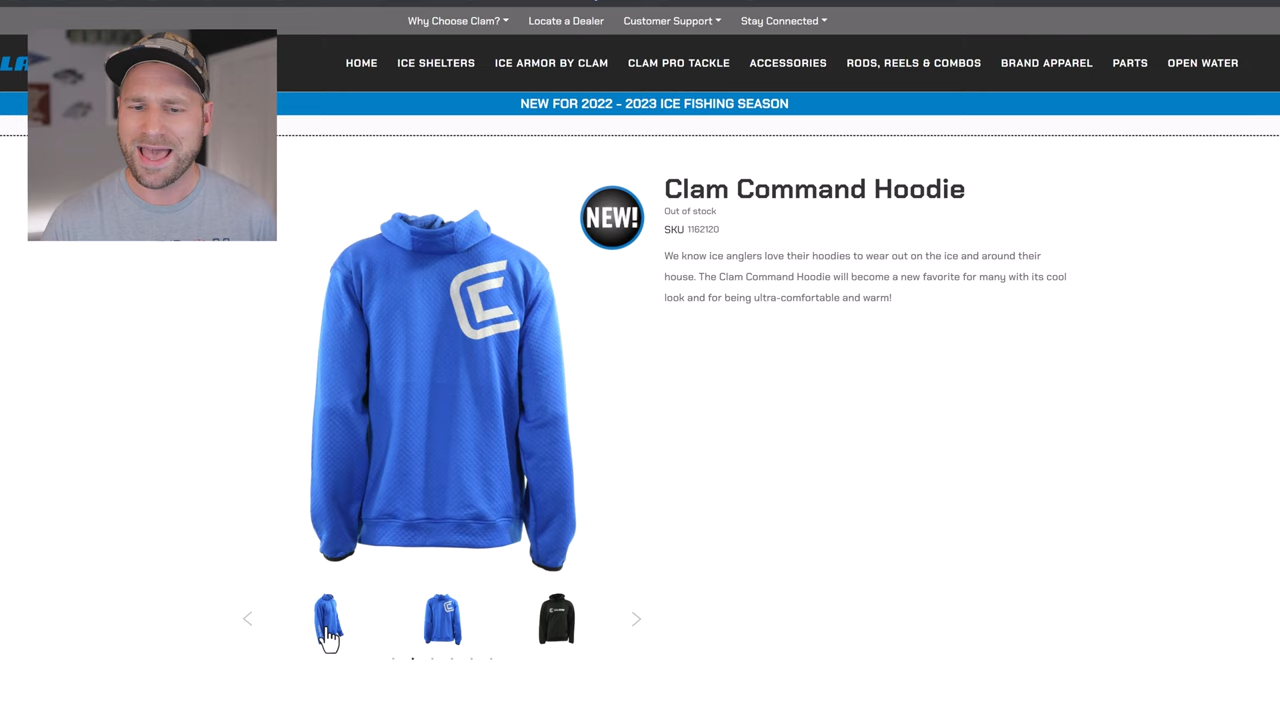 Why Choose Clam? Locate a Dealer Customer Support Stay Connected
HOME ICE SHELTERS ICE ARMOR BY CLAM CLAM PRO TACKLE ACCESSORIES RODS, REELS & COMBOS BRAND APPAREL PARTS OPEN WATER
NEW FOR 2022 - 2023 ICE FISHING SEASON
NEW!
Clam Command Hoodie
Out of stock
SKU 1162120
We know ice anglers love their hoodies to wear out on the ice and around their
house. The Clam Command Hoodie will become a new favorite for many with its cool
look and for being ultra-comfortable and warm!